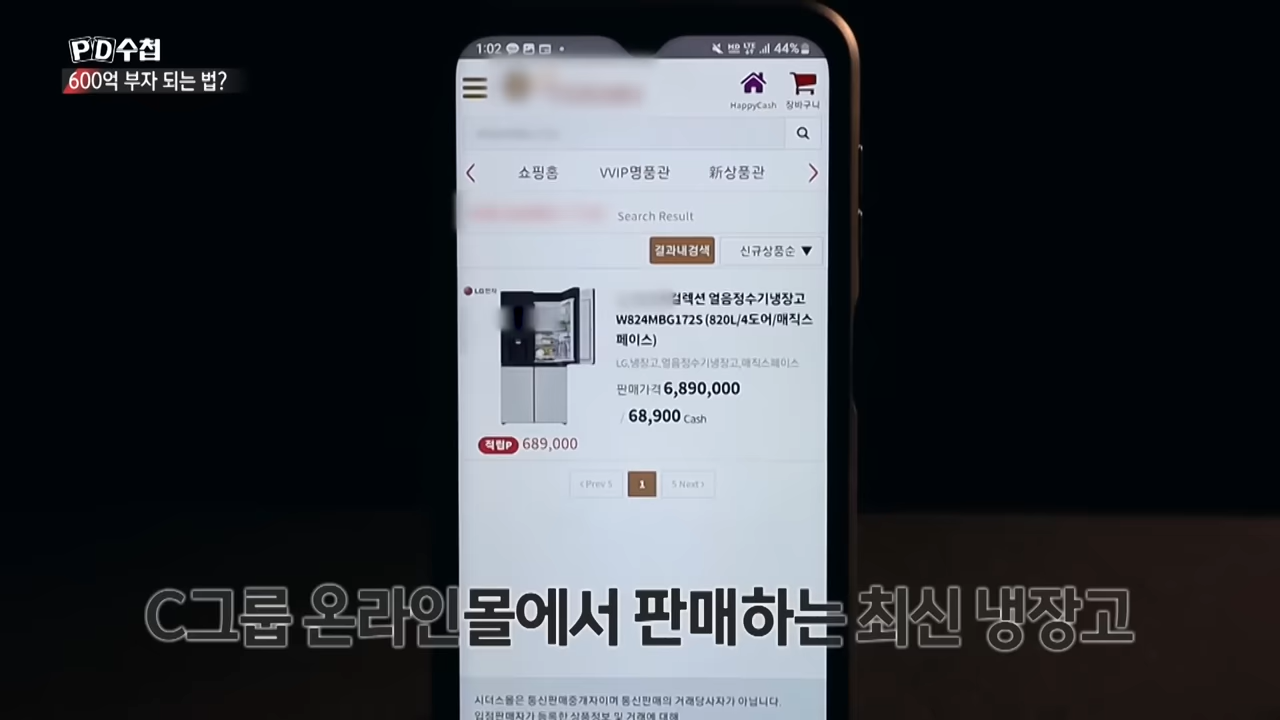 PD수첩
600억 부자 되는 법?
1:02
HD LTE 44%
HappyCash 장바구니
쇼핑홈 VVIP명품관 新상품관
Search Result
결과내검색 신규상품순 ▼
LG전자
컬렉션 얼음정수기냉장고
W824MBG172S (820L/4도어/매직스
페이스)
LG,냉장고,얼음정수기냉장고,매직스페이스
판매가격 6,890,000
/ 68,900 Cash
적립P 689,000
‹ Prev 5 1 5 Next ›
C그룹 온라인몰에서 판매하는 최신 냉장고
시더스몰은 통신판매중개자이며 통신판매의 거래당사자가 아닙니다.
입점판매자가 등록한 상품정보 및 거래에 대해